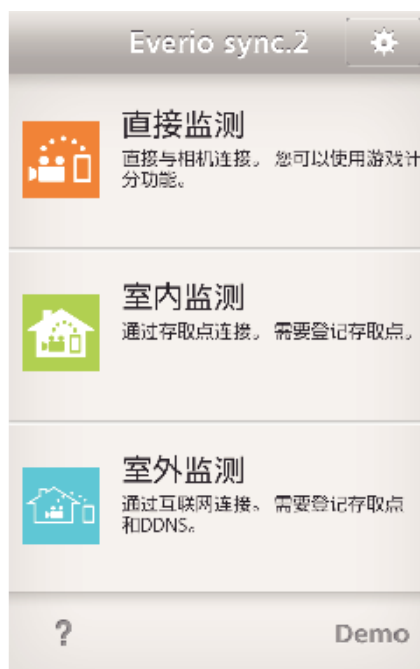 Everio sync.2
直接监测
直接与相机连接。 您可以使用游戏计
分功能。
室内监测
通过存取点连接。 需要登记存取点。
室外监测
通过互联网连接。 需要登记存取点
和DDNS。
?
Demo